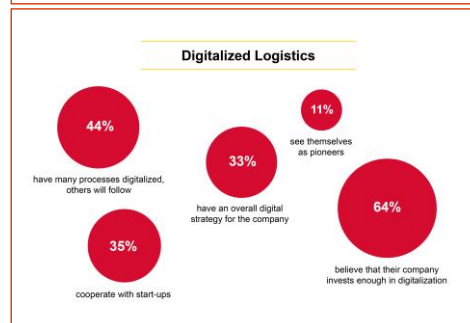 Digitalized Logistics
44%
have many processes digitalized,
others will follow
11%
see themselves
as pioneers
33%
have an overall digital
strategy for the company
64%
believe that their company
invests enough in digitalization
35%
cooperate with start-ups